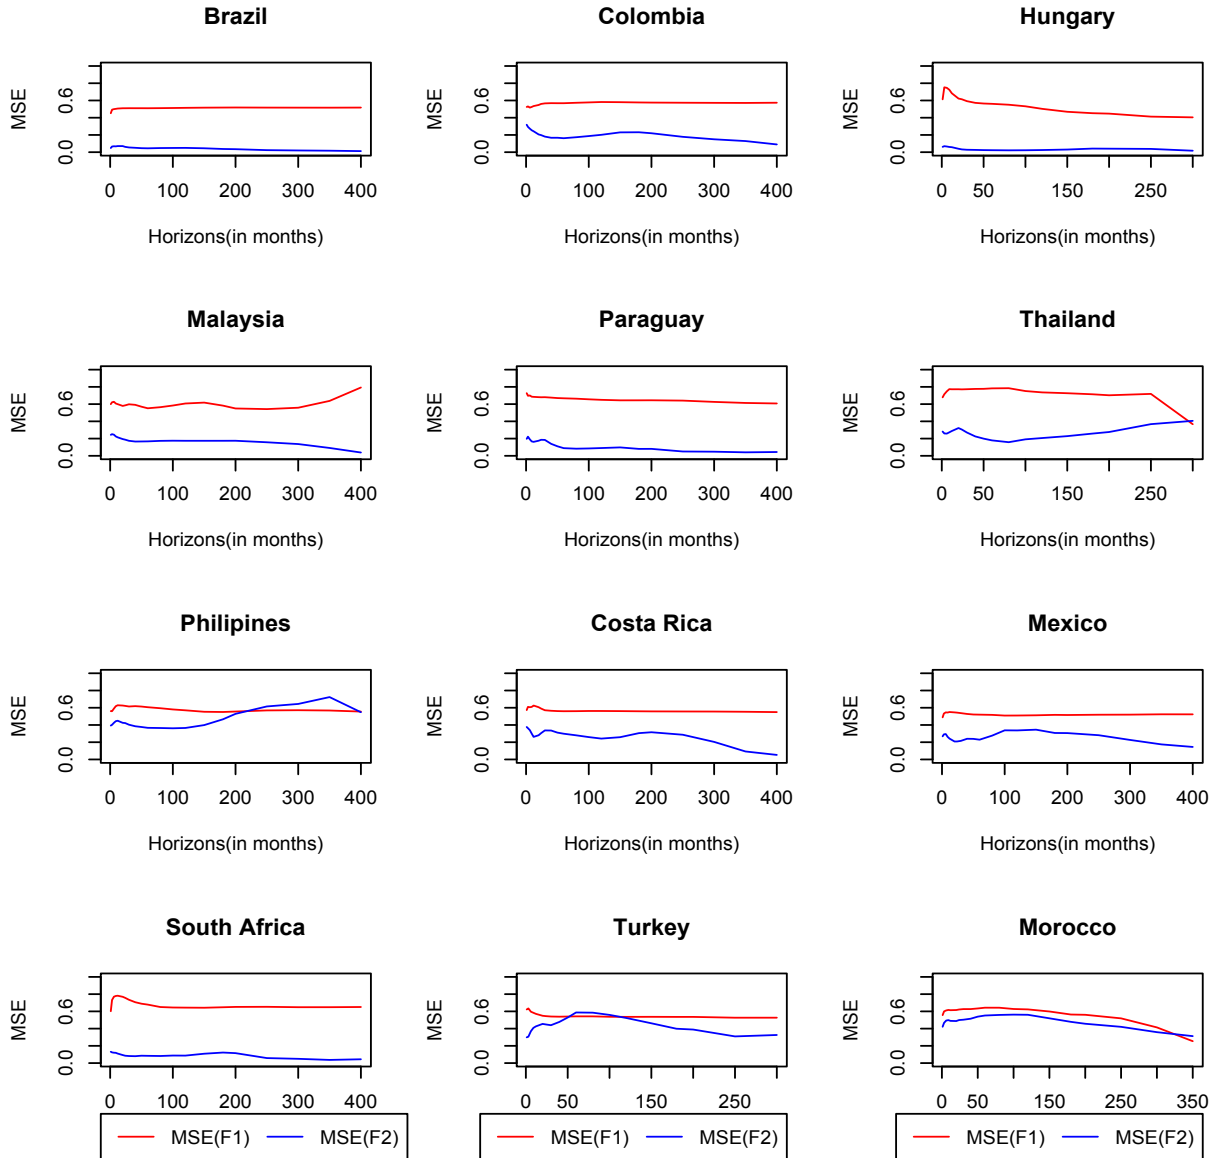 Brazil
MSE
0.0 0.6
0 100 200 300 400
Horizons(in months)
Colombia
MSE
0.0 0.6
0 100 200 300 400
Horizons(in months)
Hungary
MSE
0.0 0.6
0 50 150 250
Horizons(in months)
Malaysia
MSE
0.0 0.6
0 100 200 300 400
Horizons(in months)
Paraguay
MSE
0.0 0.6
0 100 200 300 400
Horizons(in months)
Thailand
MSE
0.0 0.6
0 50 150 250
Horizons(in months)
Philipines
MSE
0.0 0.6
0 100 200 300 400
Horizons(in months)
Costa Rica
MSE
0.0 0.6
0 100 200 300 400
Horizons(in months)
Mexico
MSE
0.0 0.6
0 100 200 300 400
Horizons(in months)
South Africa
MSE
0.0 0.6
0 100 200 300 400
MSE(F1) MSE(F2)
Turkey
MSE
0.0 0.6
0 50 150 250
MSE(F1) MSE(F2)
Morocco
MSE
0.0 0.6
0 50 150 250 350
MSE(F1) MSE(F2)